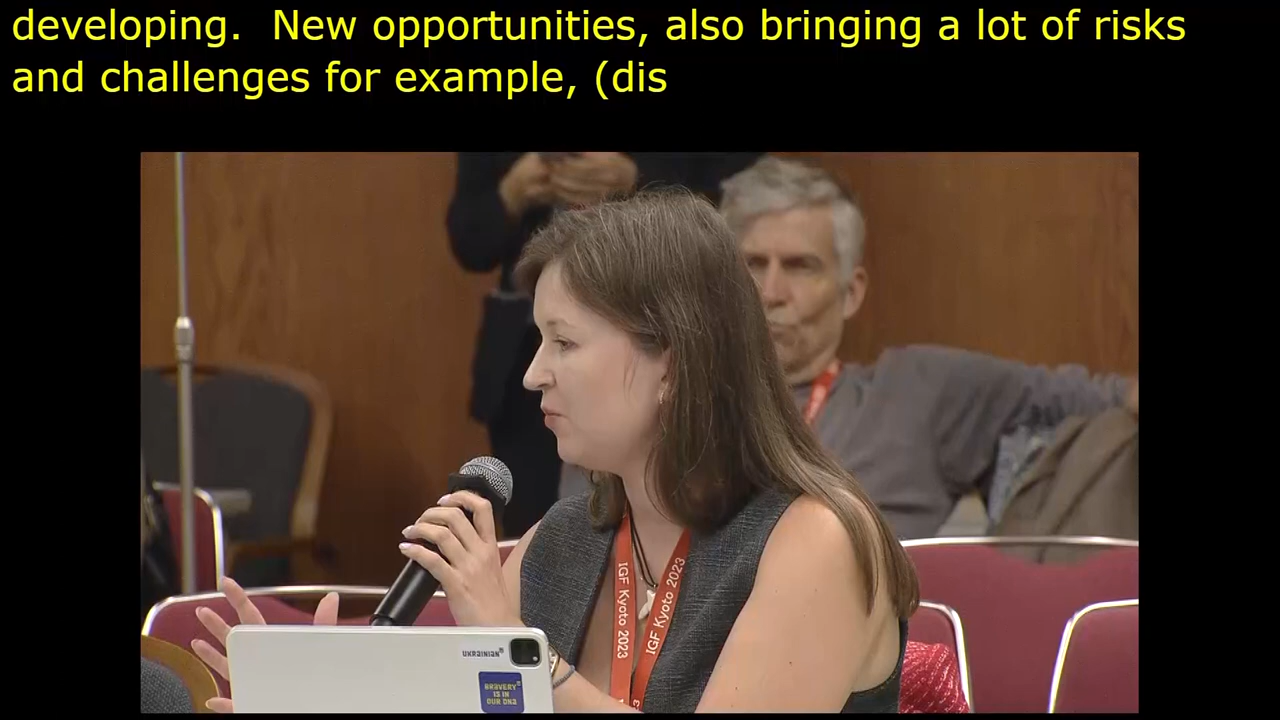 developing.  New opportunities, also bringing a lot of risks
and challenges for example, (dis
IGF Kyoto 2023
IGF Kyoto 2023
UKRAINIAN
BRAVERY
IS IN
OUR DNA